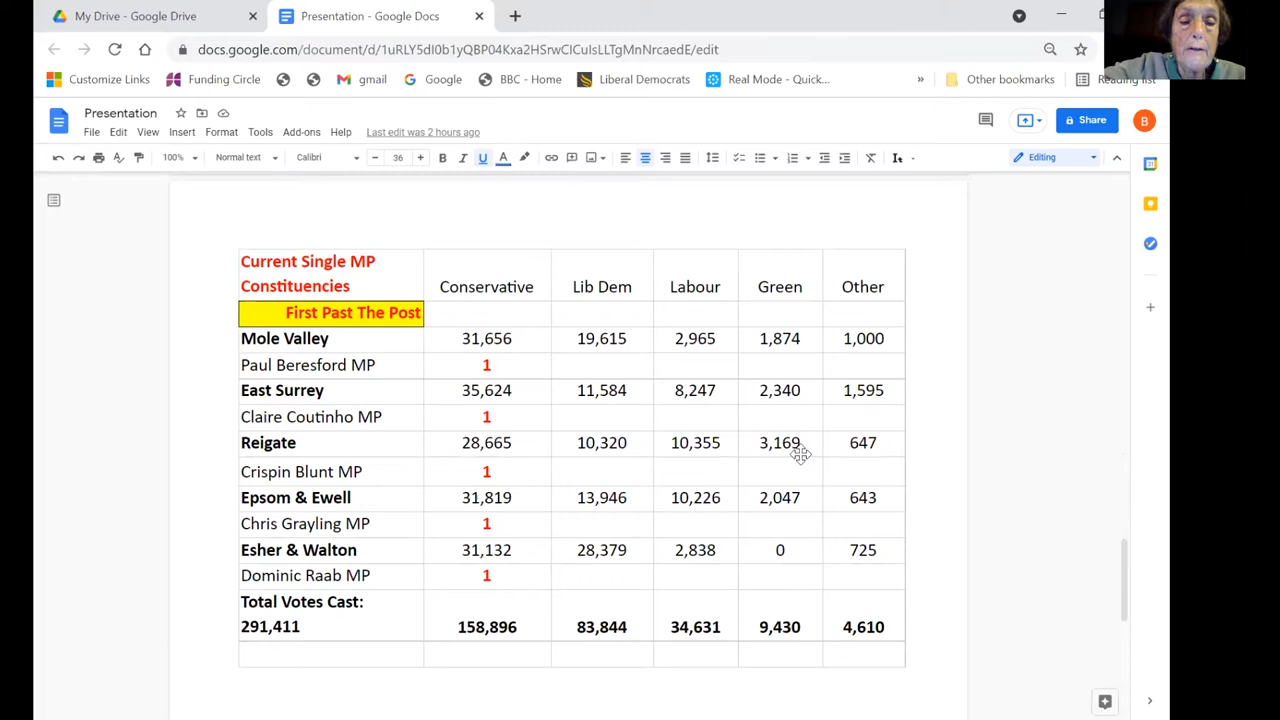 My Drive - Google Drive
Presentation - Google Docs
docs.google.com/document/d/1uRLY5dI0b1yQBP04Kxa2HSrwCICuIsLLTgMnNrcaedE/edit
Customize Links Funding Circle gmail Google BBC - Home Liberal Democrats Real Mode - Quick... » Other bookmarks Reading list
Presentation
File Edit View Insert Format Tools Add-ons Help Last edit was 2 hours ago
Share B
100% Normal text Calibri 36 Editing
Current Single MP
Constituencies Conservative Lib Dem Labour Green Other
First Past The Post
Mole Valley 31,656 19,615 2,965 1,874 1,000
Paul Beresford MP 1
East Surrey 35,624 11,584 8,247 2,340 1,595
Claire Coutinho MP 1
Reigate 28,665 10,320 10,355 3,169 647
Crispin Blunt MP 1
Epsom & Ewell 31,819 13,946 10,226 2,047 643
Chris Grayling MP 1
Esher & Walton 31,132 28,379 2,838 0 725
Dominic Raab MP 1
Total Votes Cast:
291,411 158,896 83,844 34,631 9,430 4,610